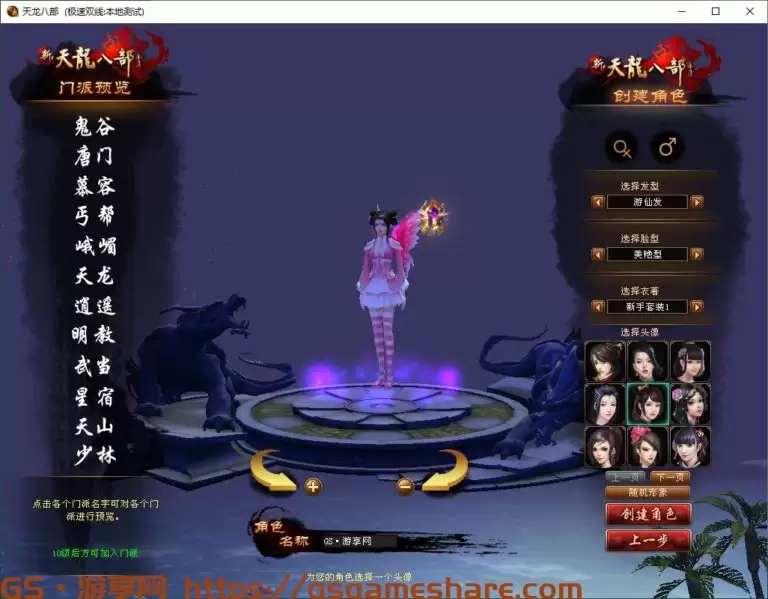 天龙八部 (极速双线:本地测试)
新天龍八部
门派预览
鬼谷
唐门
慕容
丐帮
峨嵋
天龙
逍遥
明教
武当
星宿
天山
少林
点击各个门派名字可对各个门
派进行预览。
10级后方可加入门派
新天龍八部
创建角色
选择发型
游仙发
选择脸型
美艳型
选择衣着
新手套装1
选择头像
上一页 下一页
随机形象
创建角色
上一步
角色
名称 GS·游享网
为您的角色选择一个头像
GS·游享网 https://gsgameshare.com